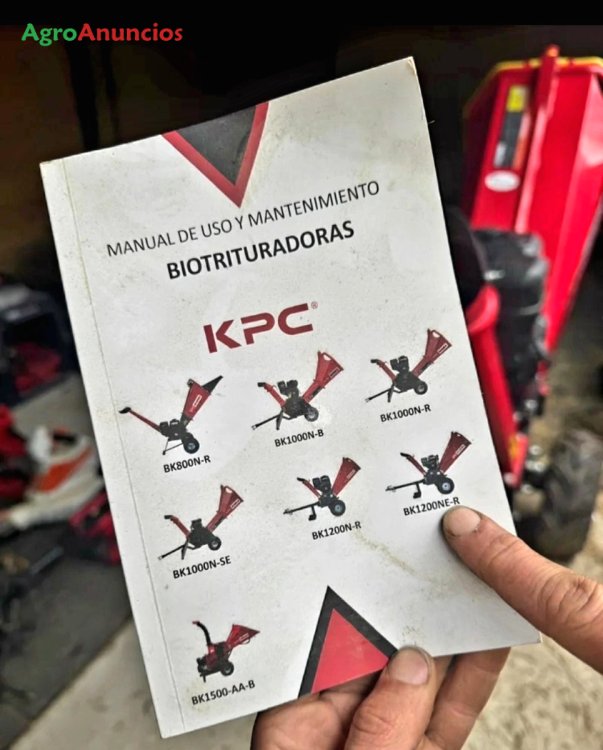 AgroAnuncios
MANUAL DE USO Y MANTENIMIENTO
BIOTRITURADORAS
KPC®
BK800N-R
BK1000N-B
BK1000N-R
BK1000N-SE
BK1200N-R
BK1200NE-R
BK1500-AA-B